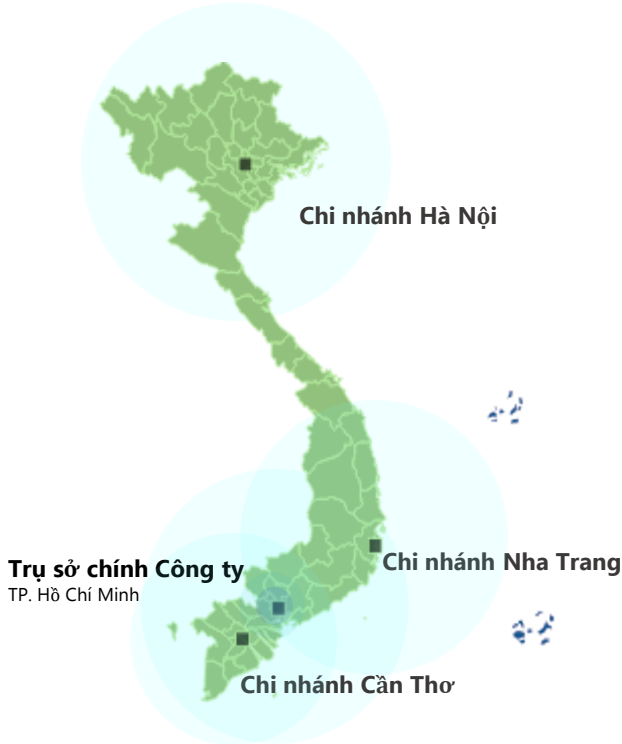 Chi nhánh Hà Nội
Chi nhánh Nha Trang
Trụ sở chính Công ty
TP. Hồ Chí Minh
Chi nhánh Cần Thơ